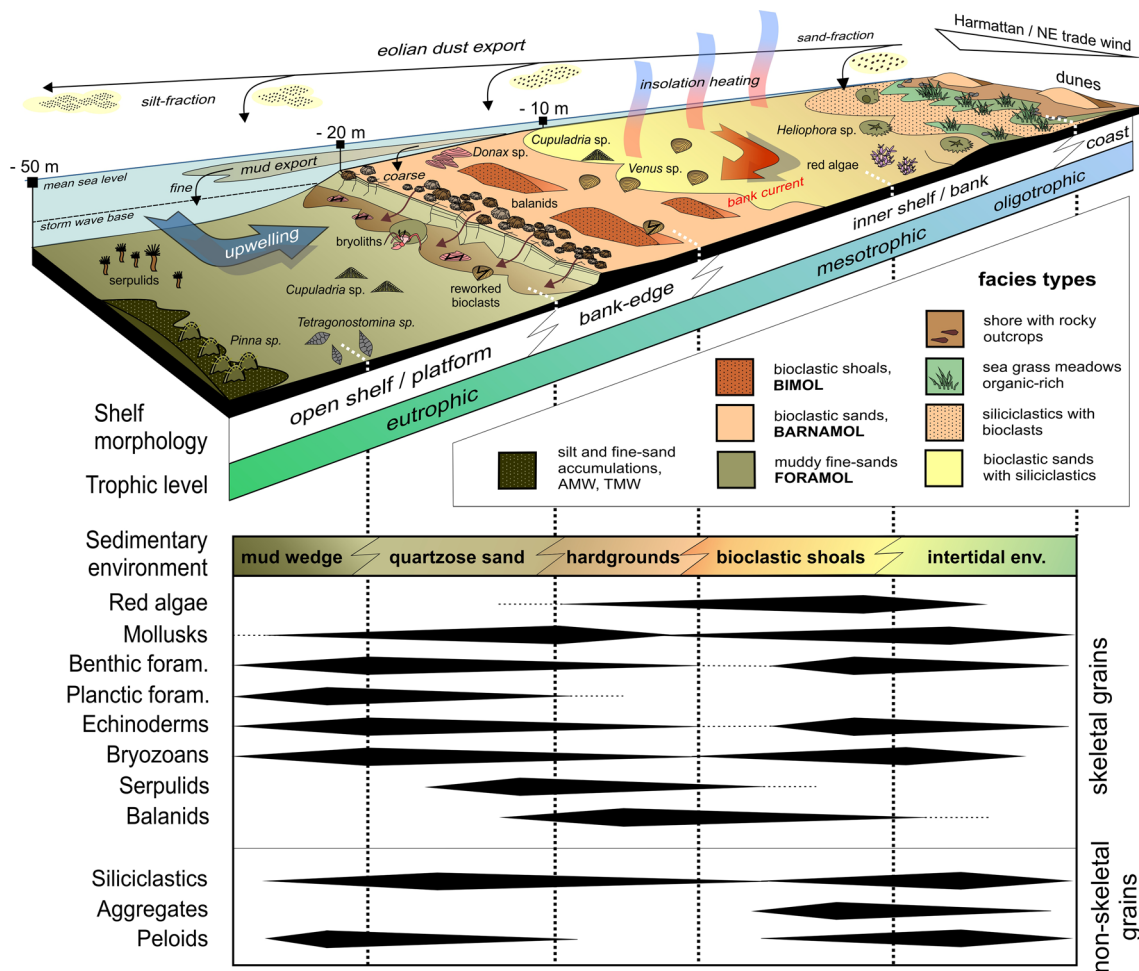 Harmattan / NE trade wind
eolian dust export
sand-fraction
silt-fraction
insolation heating
dunes
- 10 m
- 20 m
- 50 m
mud export
mean sea level
fine
storm wave base
coarse
Donax sp.
Cupuladria sp.
Venus sp.
Heliophora sp.
red algae
bank current
balanids
coast
upwelling
bryoliths
serpulids
Cupuladria sp.
reworked
bioclasts
Tetragonostomina sp.
Pinna sp.
inner shelf / bank
oligotrophic
bank-edge
mesotrophic
open shelf / platform
eutrophic
Shelf
morphology
Trophic level
facies types
shore with rocky
outcrops
bioclastic shoals,
BIMOL
sea grass meadows
organic-rich
bioclastic sands,
BARNAMOL
siliciclastics with
bioclasts
silt and fine-sand
accumulations,
AMW, TMW
muddy fine-sands
FORAMOL
bioclastic sands
with siliciclastics
Sedimentary
environment
mud wedge
quartzose sand
hardgrounds
bioclastic shoals
intertidal env.
Red algae
Mollusks
Benthic foram.
Planctic foram.
Echinoderms
Bryozoans
Serpulids
Balanids
skeletal grains
Siliciclastics
Aggregates
Peloids
non-skeletal
grains